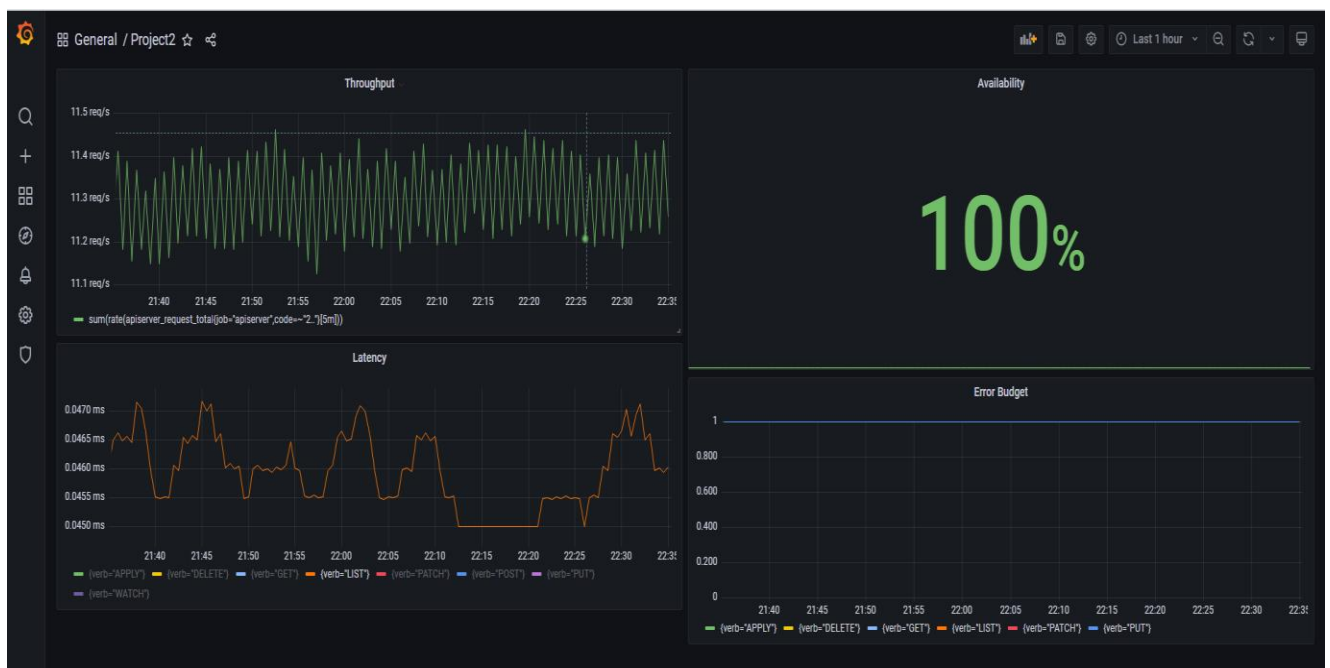 General / Project2
Last 1 hour
Throughput
11.5 req/s
11.4 req/s
11.3 req/s
11.2 req/s
11.1 req/s
21:40 21:45 21:50 21:55 22:00 22:05 22:10 22:15 22:20 22:25 22:30 22:35
sum(rate(apiserver_request_total{job="apiserver",code=~"2.."}[5m]))
Availability
100%
Latency
0.0470 ms
0.0465 ms
0.0460 ms
0.0455 ms
0.0450 ms
21:40 21:45 21:50 21:55 22:00 22:05 22:10 22:15 22:20 22:25 22:30 22:35
{verb="APPLY"} {verb="DELETE"} {verb="GET"} {verb="LIST"} {verb="PATCH"} {verb="POST"} {verb="PUT"}
{verb="WATCH"}
Error Budget
1
0.800
0.600
0.400
0.200
0
21:40 21:45 21:50 21:55 22:00 22:05 22:10 22:15 22:20 22:25 22:30 22:35
{verb="APPLY"} {verb="DELETE"} {verb="GET"} {verb="LIST"} {verb="PATCH"} {verb="PUT"}